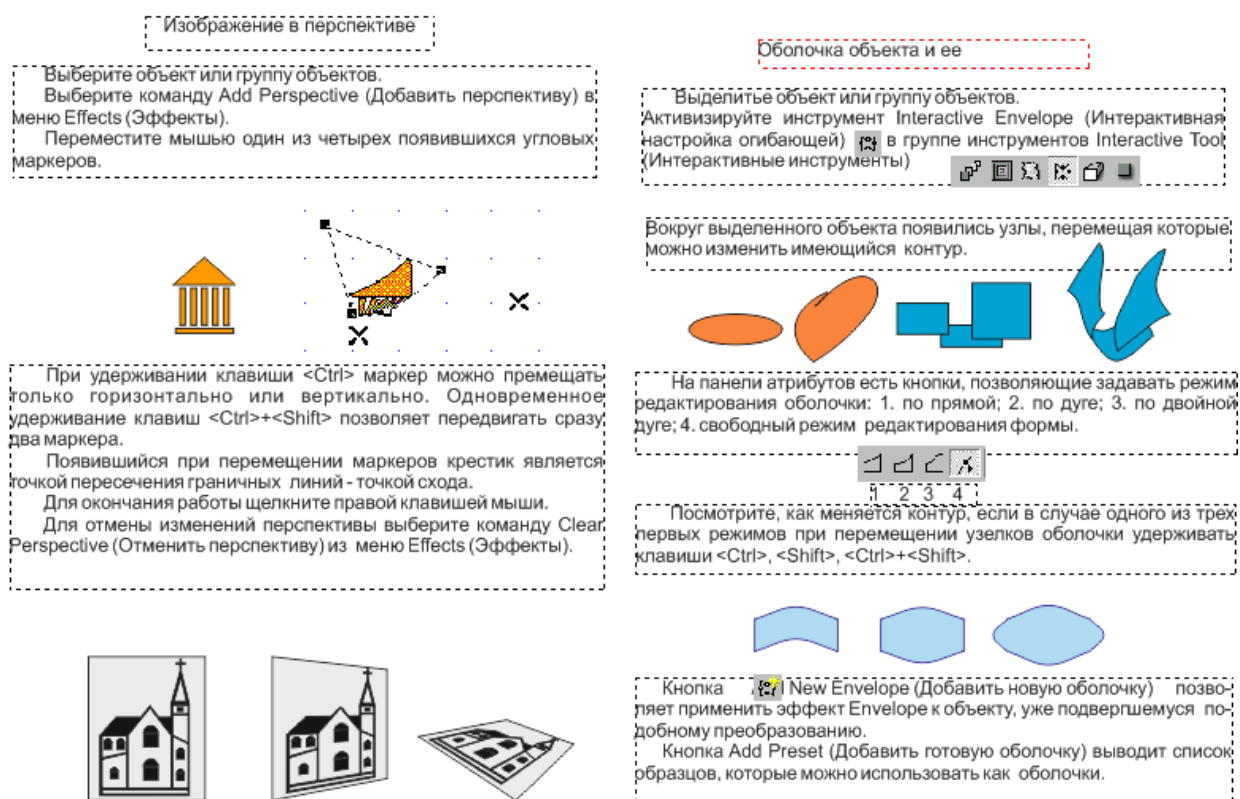 Изображение в перспективе
Выберите объект или группу объектов.
Выберите команду Add Perspective (Добавить перспективу) в
меню Effects (Эффекты).
Переместите мышью один из четырех появившихся угловых
маркеров.
При удерживании клавиши <Ctrl> маркер можно премещать
только горизонтально или вертикально. Одновременное
удерживание клавиш <Ctrl>+<Shift> позволяет передвигать сразу
два маркера.
Появившийся при перемещении маркеров крестик является
точкой пересечения граничных линий - точкой схода.
Для окончания работы щелкните правой клавишей мыши.
Для отмены изменений перспективы выберите команду Clear
Perspective (Отменить перспективу) из меню Effects (Эффекты).
Оболочка объекта и ее
Выделитье объект или группу объектов.
Активизируйте инструмент Interactive Envelope (Интерактивная
настройка огибающей) в группе инструментов Interactive Tool
(Интерактивные инструменты)
Вокруг выделенного объекта появились узлы, перемещая которые
можно изменить имеющийся контур.
На панели атрибутов есть кнопки, позволяющие задавать режим
редактирования оболочки: 1. по прямой; 2. по дуге; 3. по двойной
дуге; 4. свободный режим редактирования формы.
1 2 3 4
Посмотрите, как меняется контур, если в случае одного из трех
первых режимов при перемещении узелков оболочки удерживать
клавиши <Ctrl>, <Shift>, <Ctrl>+<Shift>.
Кнопка New Envelope (Добавить новую оболочку) позво-
ляет применить эффект Envelope к объекту, уже подвергшемуся по-
добному преобразованию.
Кнопка Add Preset (Добавить готовую оболочку) выводит список
образцов, которые можно использовать как оболочки.